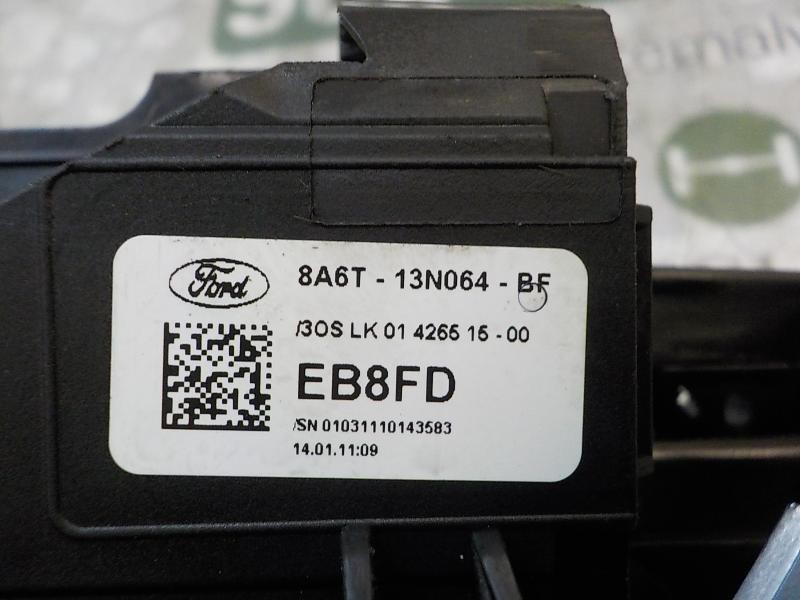 Ford
8A6T - 13N064 - BF
/3OS LK 01 4265 15 - 00
EB8FD
/SN 01031110143583
14.01.11:09